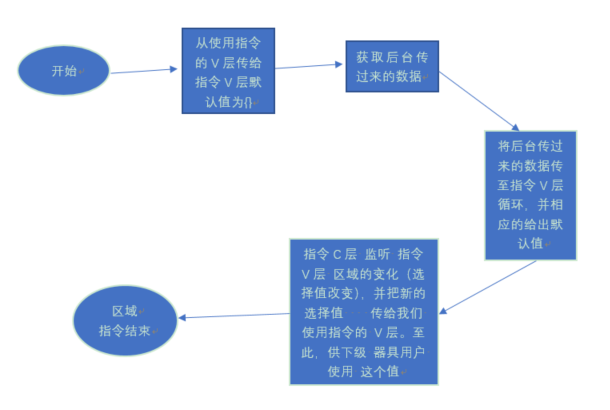 开始
从使用指令
的 V 层传给
指令 V 层默
认值为{}
获取后台传
过来的数据
将后台传过
来的数据传
至指令 V 层
循环，并相
应的给出默
认值
指令 C 层 监听 指令
V 层 区域的变化（选
择值改变），并把新的
选择值 传给我们
使用指令的 V 层。至
此，供下级 器具用户
使用 这个值
区域
指令结束